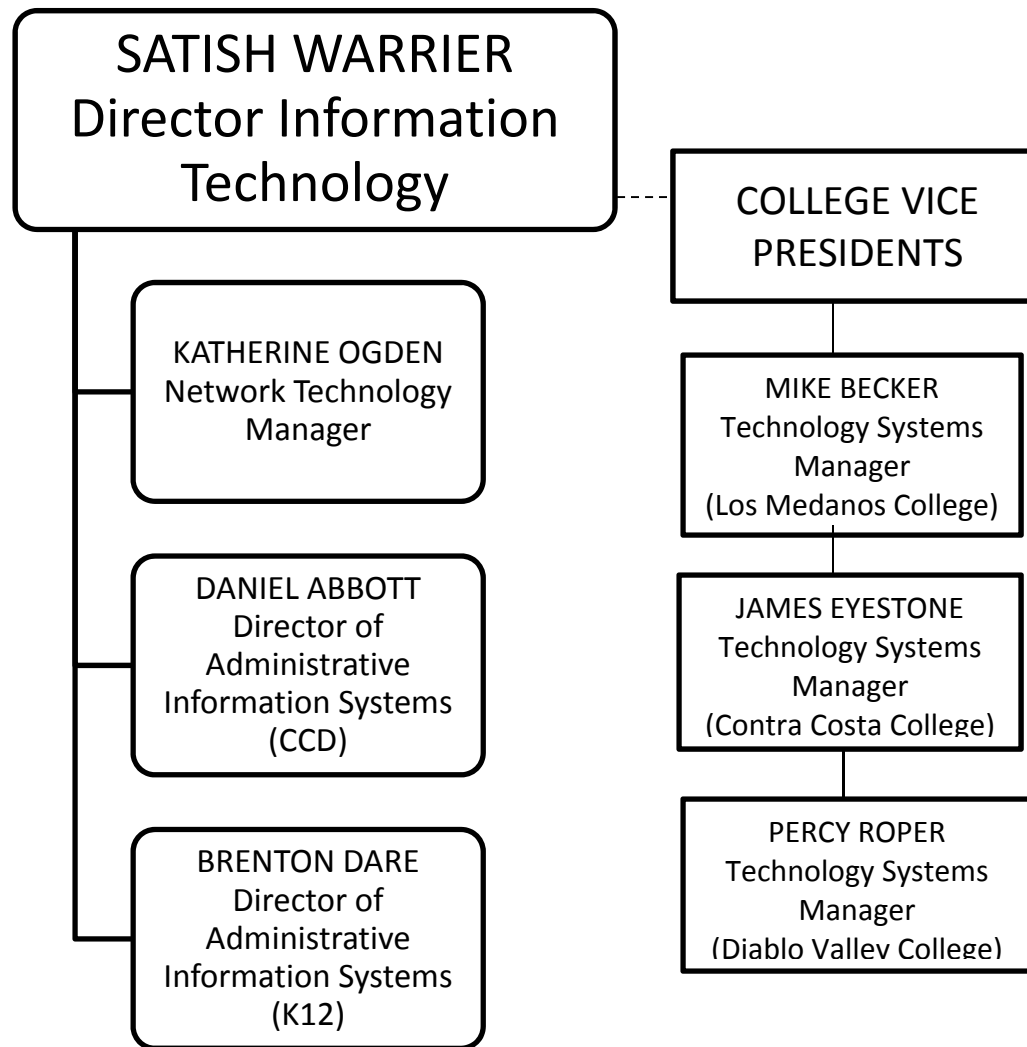 SATISH WARRIER
Director Information
Technology
COLLEGE VICE
PRESIDENTS
KATHERINE OGDEN
Network Technology
Manager
MIKE BECKER
Technology Systems
Manager
(Los Medanos College)
DANIEL ABBOTT
Director of
Administrative
Information Systems
(CCD)
JAMES EYESTONE
Technology Systems
Manager
(Contra Costa College)
BRENTON DARE
Director of
Administrative
Information Systems
(K12)
PERCY ROPER
Technology Systems
Manager
(Diablo Valley College)